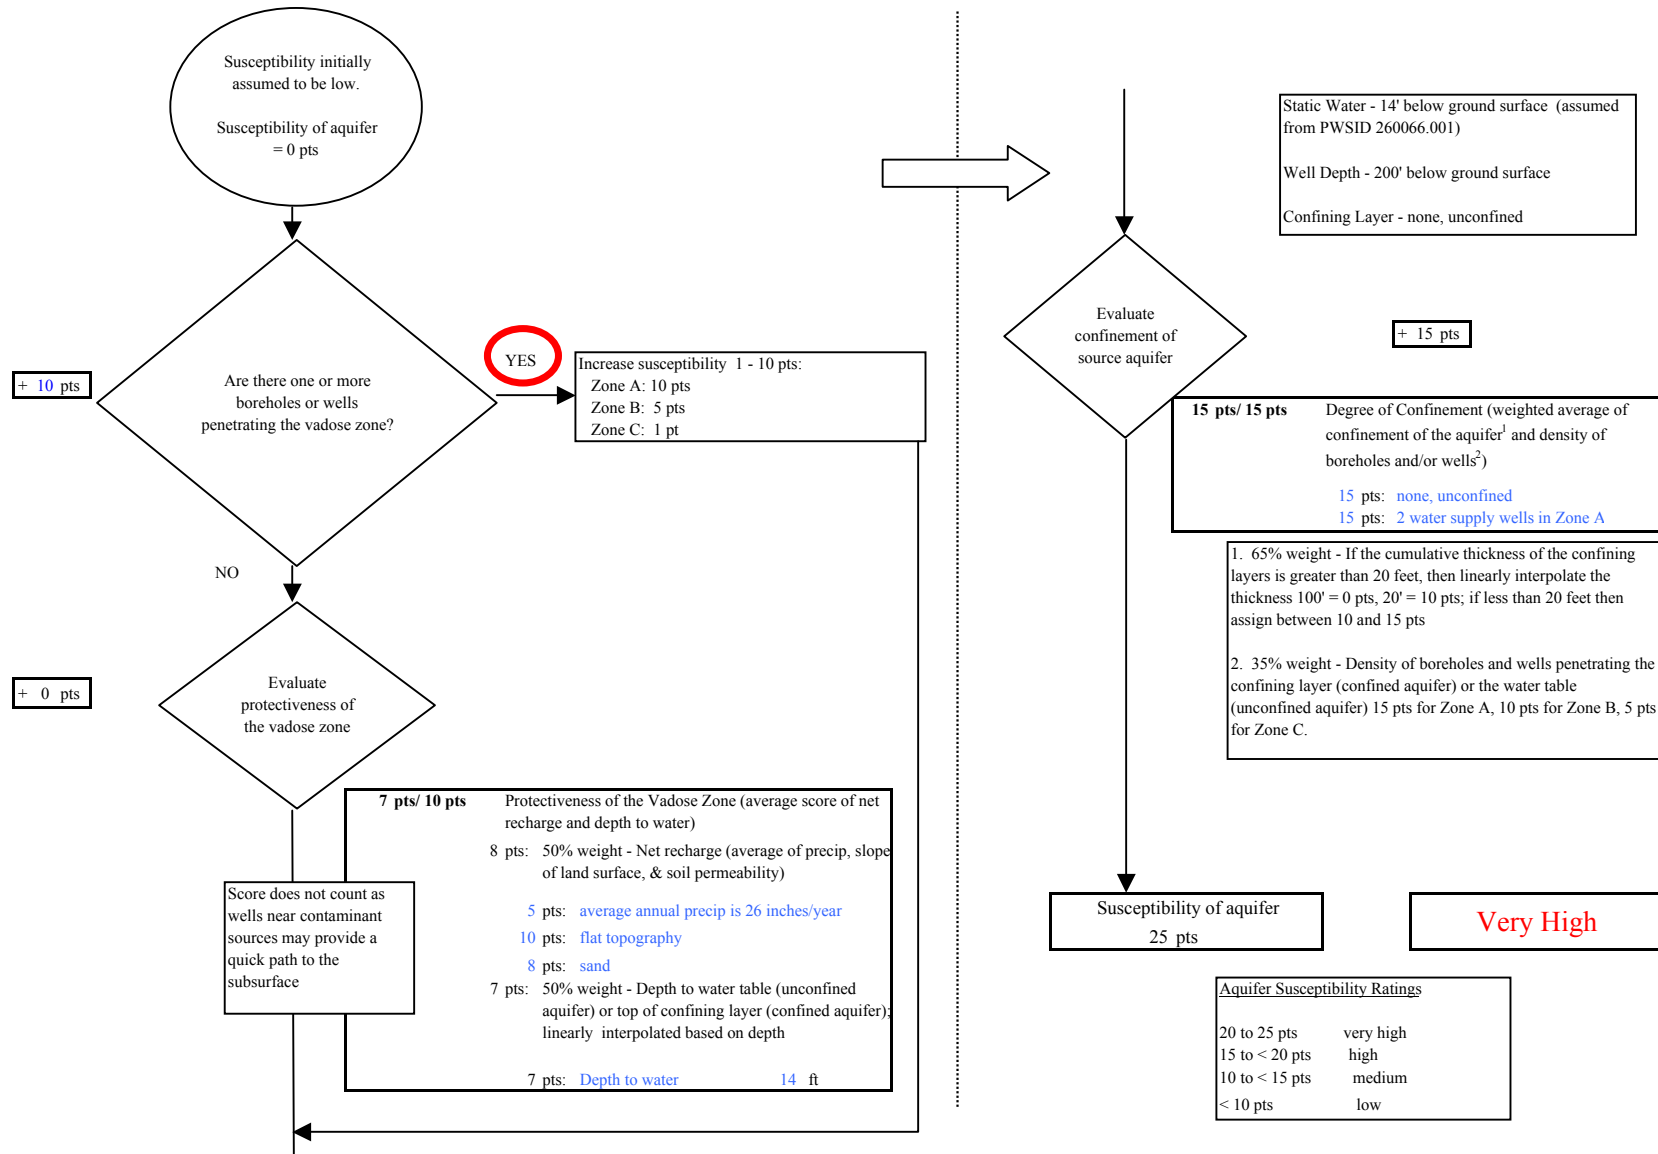 Susceptibility initially
assumed to be low.
Susceptibility of aquifer
= 0 pts
+ 10 pts
Are there one or more
boreholes or wells
penetrating the vadose zone?
YES
Increase susceptibility 1 - 10 pts:
Zone A: 10 pts
Zone B: 5 pts
Zone C: 1 pt
NO
+ 0 pts
Evaluate
protectiveness of
the vadose zone
7 pts/ 10 pts Protectiveness of the Vadose Zone (average score of net
recharge and depth to water)
8 pts: 50% weight - Net recharge (average of precip, slope
of land surface, & soil permeability)
5 pts: average annual precip is 26 inches/year
10 pts: flat topography
8 pts: sand
7 pts: 50% weight - Depth to water table (unconfined
aquifer) or top of confining layer (confined aquifer);
linearly interpolated based on depth
7 pts: Depth to water 14 ft
Score does not count as
wells near contaminant
sources may provide a
quick path to the
subsurface
Static Water - 14' below ground surface (assumed
from PWSID 260066.001)
Well Depth - 200' below ground surface
Confining Layer - none, unconfined
Evaluate
confinement of
source aquifer
+ 15 pts
15 pts/ 15 pts Degree of Confinement (weighted average of
confinement of the aquifer1 and density of
boreholes and/or wells2)
15 pts: none, unconfined
15 pts: 2 water supply wells in Zone A
1. 65% weight - If the cumulative thickness of the confining
layers is greater than 20 feet, then linearly interpolate the
thickness 100' = 0 pts, 20' = 10 pts; if less than 20 feet then
assign between 10 and 15 pts
2. 35% weight - Density of boreholes and wells penetrating the
confining layer (confined aquifer) or the water table
(unconfined aquifer) 15 pts for Zone A, 10 pts for Zone B, 5 pts
for Zone C.
Susceptibility of aquifer
25 pts
Very High
Aquifer Susceptibility Ratings
20 to 25 pts very high
15 to < 20 pts high
10 to < 15 pts medium
< 10 pts low